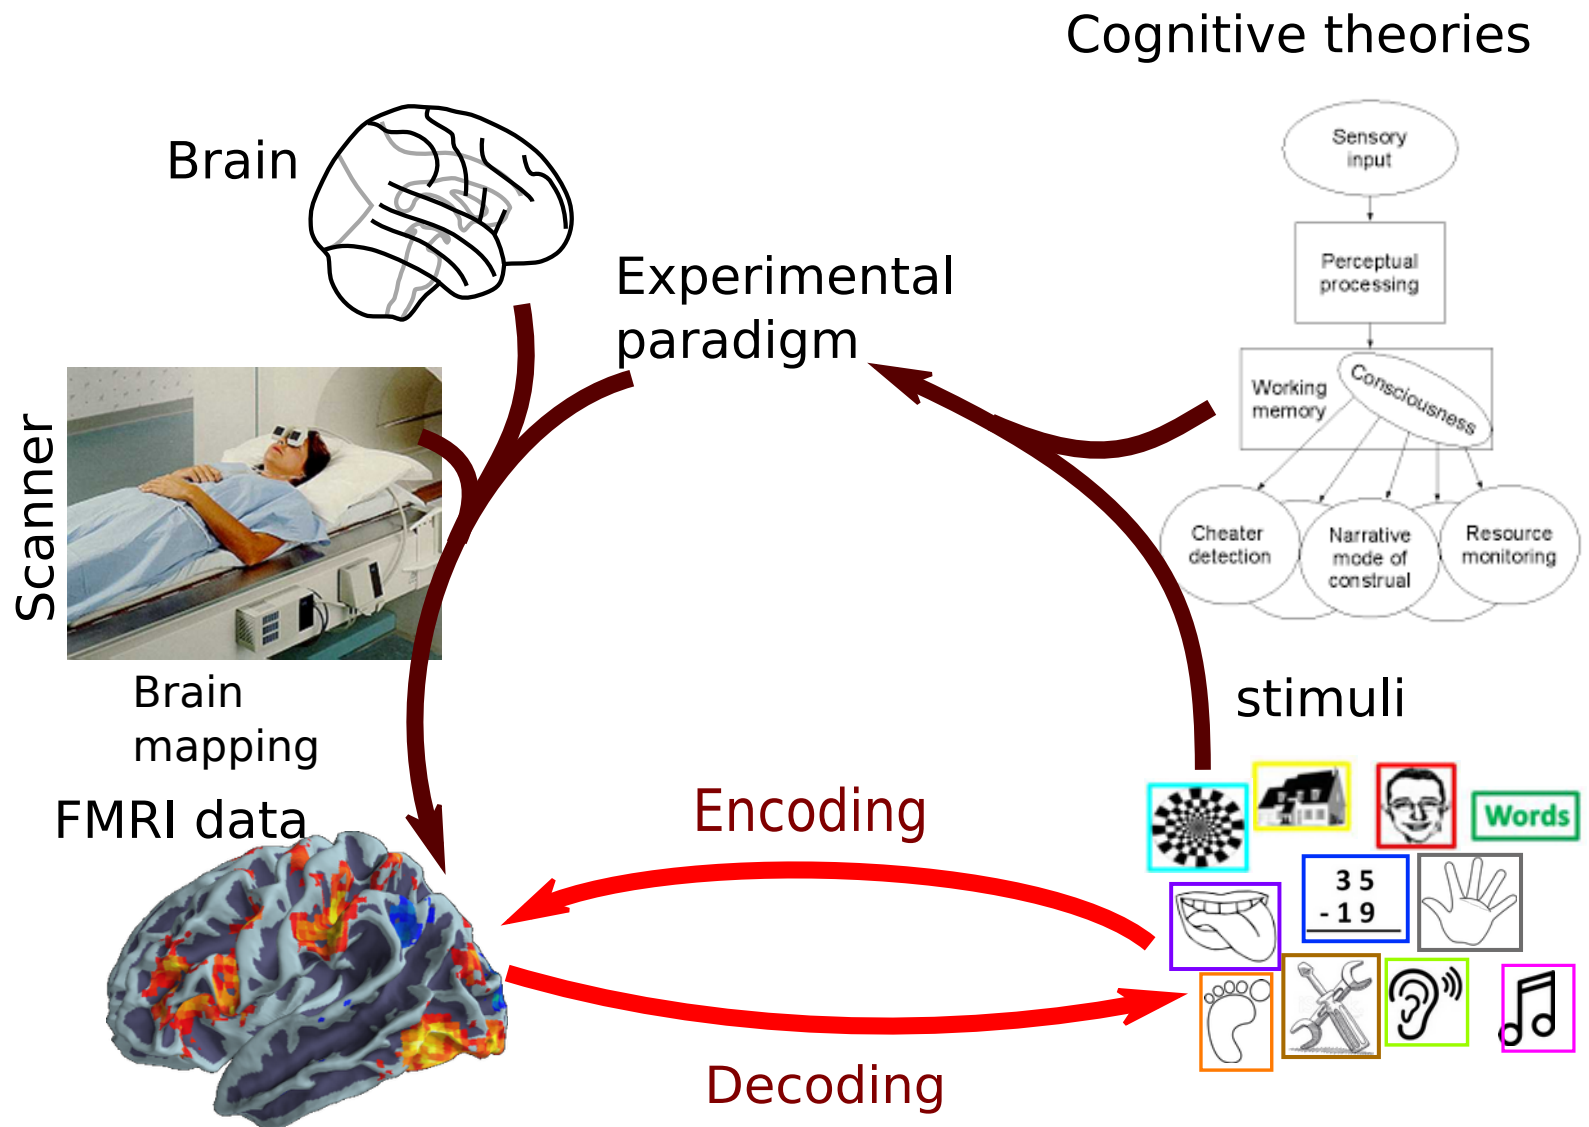 Cognitive theories
Brain
Sensory
input
Perceptual
processing
Experimental
paradigm
Working
memory
Consciousness
Scanner
Cheater
detection
Narrative
mode of
construal
Resource
monitoring
Brain
mapping
stimuli
FMRI data
Encoding
Words
35
-19
Decoding